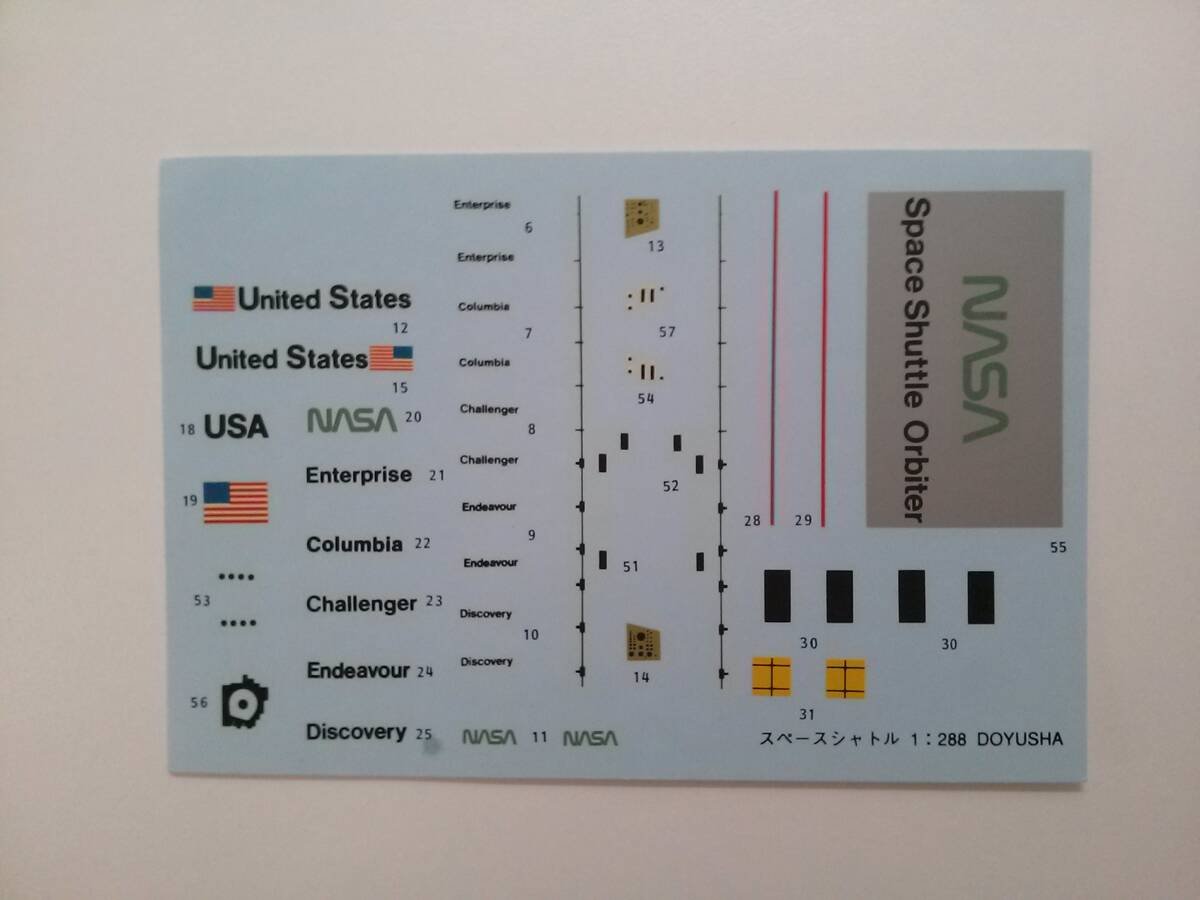 United States
12
United States
15
18
USA
NASA
20
19
Enterprise
21
Columbia
22
53
Challenger
23
Endeavour
24
56
Discovery
25
Enterprise
6
Enterprise
Columbia
7
Columbia
Challenger
8
Challenger
Endeavour
9
Endeavour
Discovery
10
Discovery
NASA
11
NASA
13
57
54
52
51
14
28
29
Space Shuttle Orbiter
NASA
55
30
30
31
スペースシャトル 1:288 DOYUSHA